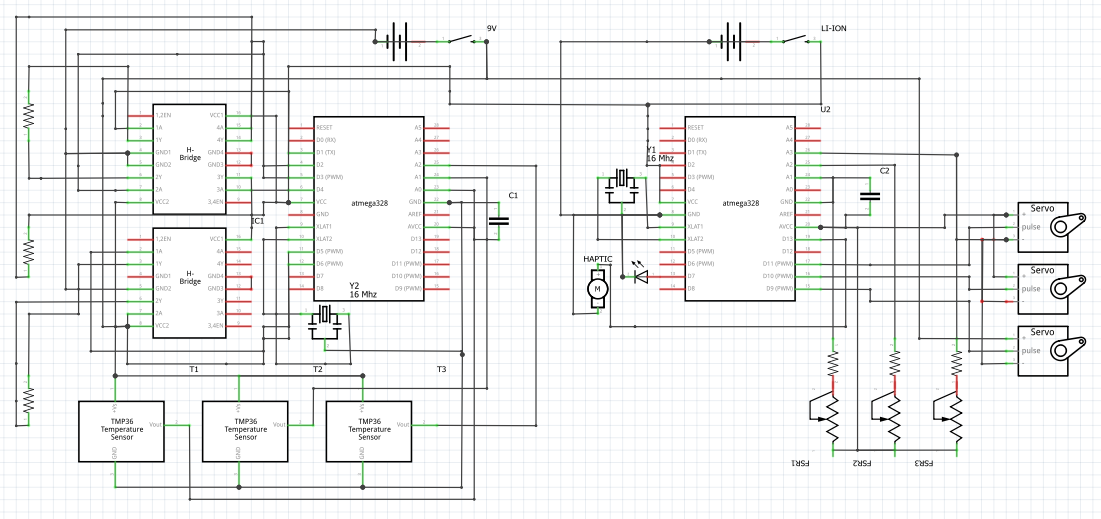 9V
LI-ION
U2
1,2EN
1A
1Y
GND1
GND2
2Y
2A
VCC2
H-
Bridge
VCC1
4A
4Y
GND4
GND3
3Y
3A
3,4EN
IC1
1,2EN
1A
1Y
GND1
GND2
2Y
2A
VCC2
H-
Bridge
VCC1
4A
4Y
GND4
GND3
3Y
3A
3,4EN
RESET
D0 (RX)
D1 (TX)
D2
D3 (PWM)
D4
VCC
GND
XLAT1
XLAT2
D5 (PWM)
D6 (PWM)
D7
D8
atmega328
A5
A4
A3
A2
A1
A0
GND
AREF
AVCC
D13
D12
D11 (PWM)
D10 (PWM)
D9 (PWM)
Y2
16 Mhz
C1
Y1
16 Mhz
HAPTIC
M
RESET
D0 (RX)
D1 (TX)
D2
D3 (PWM)
D4
VCC
GND
XLAT1
XLAT2
D5 (PWM)
D6 (PWM)
D7
D8
atmega328
A5
A4
A3
A2
A1
A0
GND
AREF
AVCC
D13
D12
D11 (PWM)
D10 (PWM)
D9 (PWM)
C2
Servo
+
pulse
-
Servo
+
pulse
-
Servo
+
pulse
-
T1
T2
T3
+Vs
TMP36
Temperature
Sensor
Vout
GND
+Vs
TMP36
Temperature
Sensor
Vout
GND
+Vs
TMP36
Temperature
Sensor
Vout
GND
FSR1
FSR2
FSR3